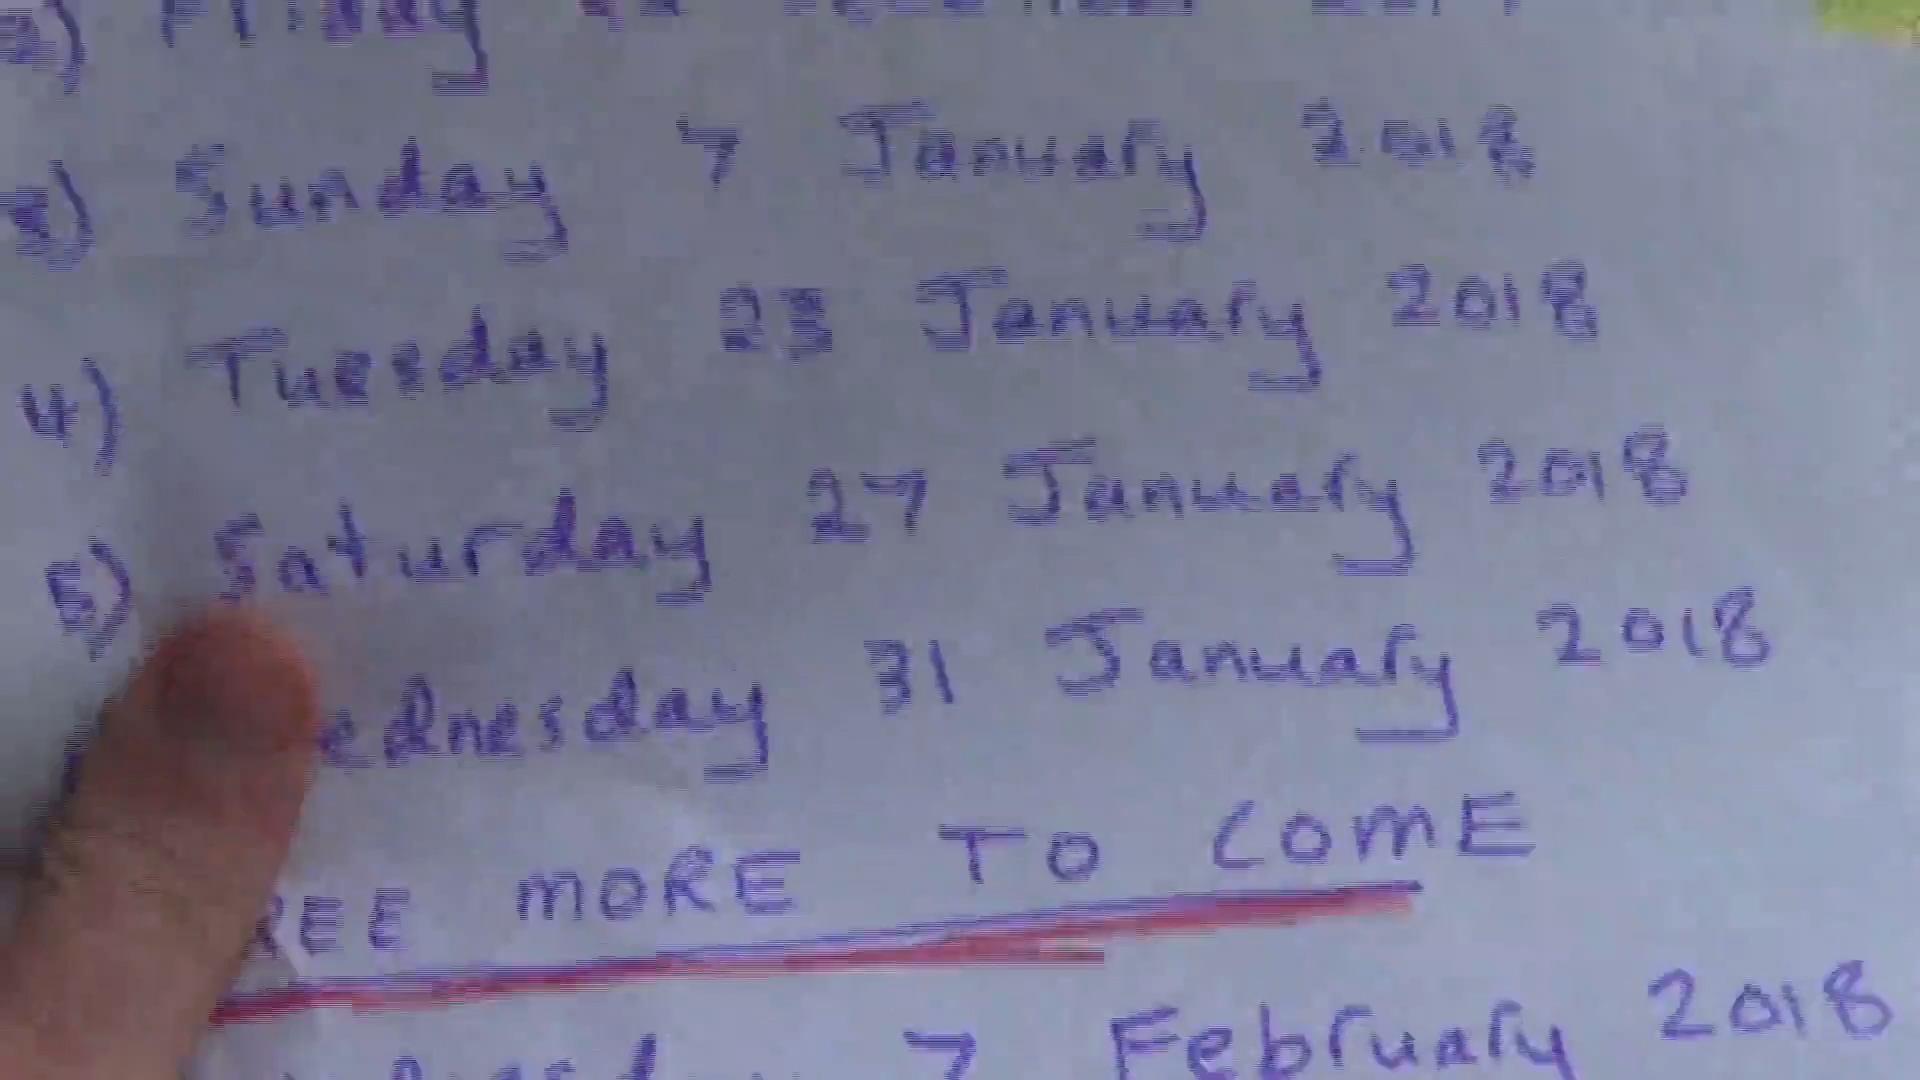 Friday
3) Sunday 7 January 2018
4) Tuesday 23 January 2018
5) Saturday 27 January 2018
ednesday 31 January 2018
REE MORE TO COME
7 February 2018